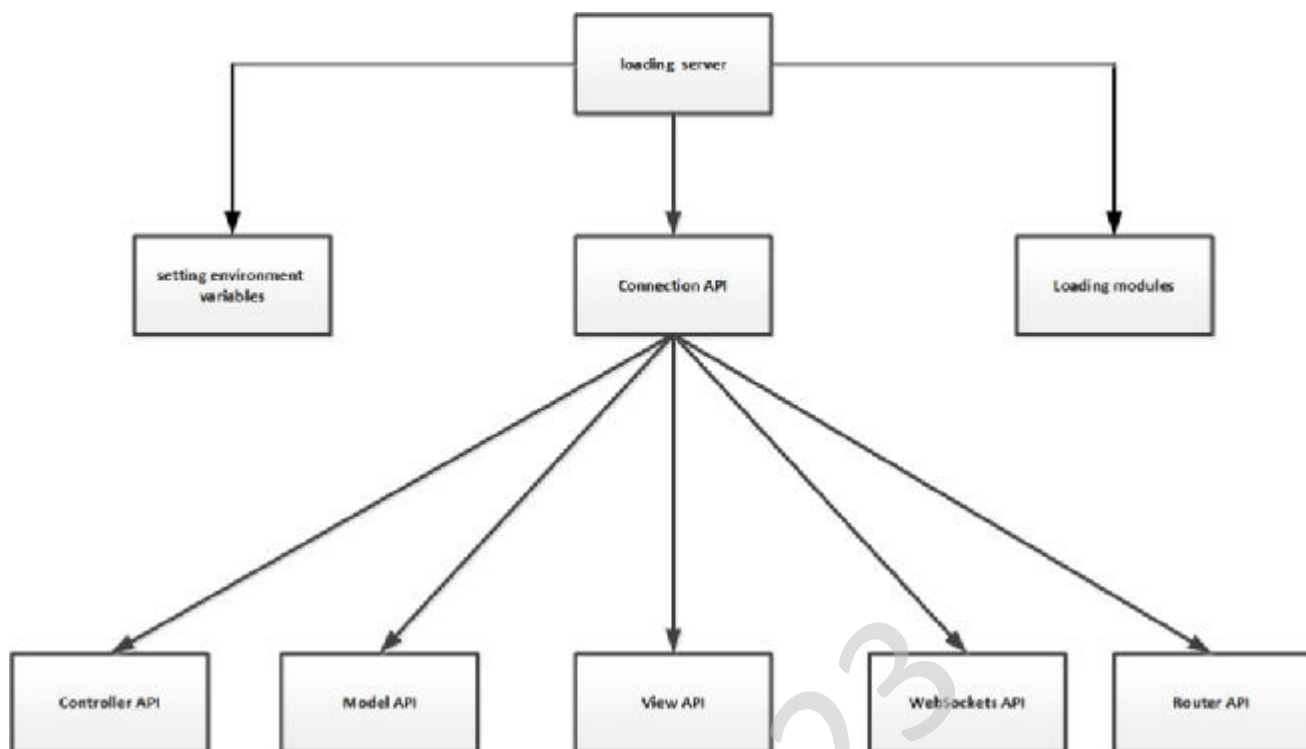 loading server
setting environment
variables
Connection API
Loading modules
Controller API
Model API
View API
WebSockets API
Router API
23